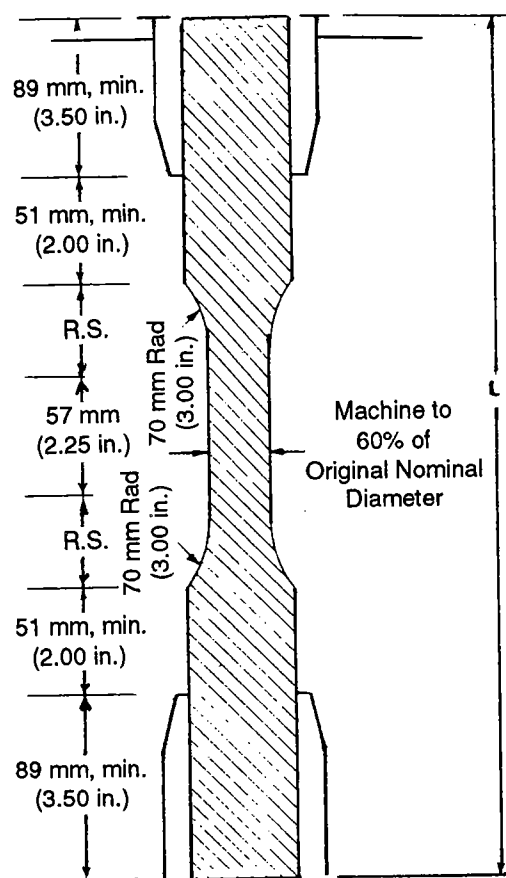 89 mm, min.
(3.50 in.)
51 mm, min.
(2.00 in.)
R.S.
70 mm Rad
(3.00 in.)
57 mm
(2.25 in.)
L
Machine to
60% of
Original Nominal
Diameter
R.S.
70 mm Rad
(3.00 in.)
51 mm, min.
(2.00 in.)
89 mm, min.
(3.50 in.)